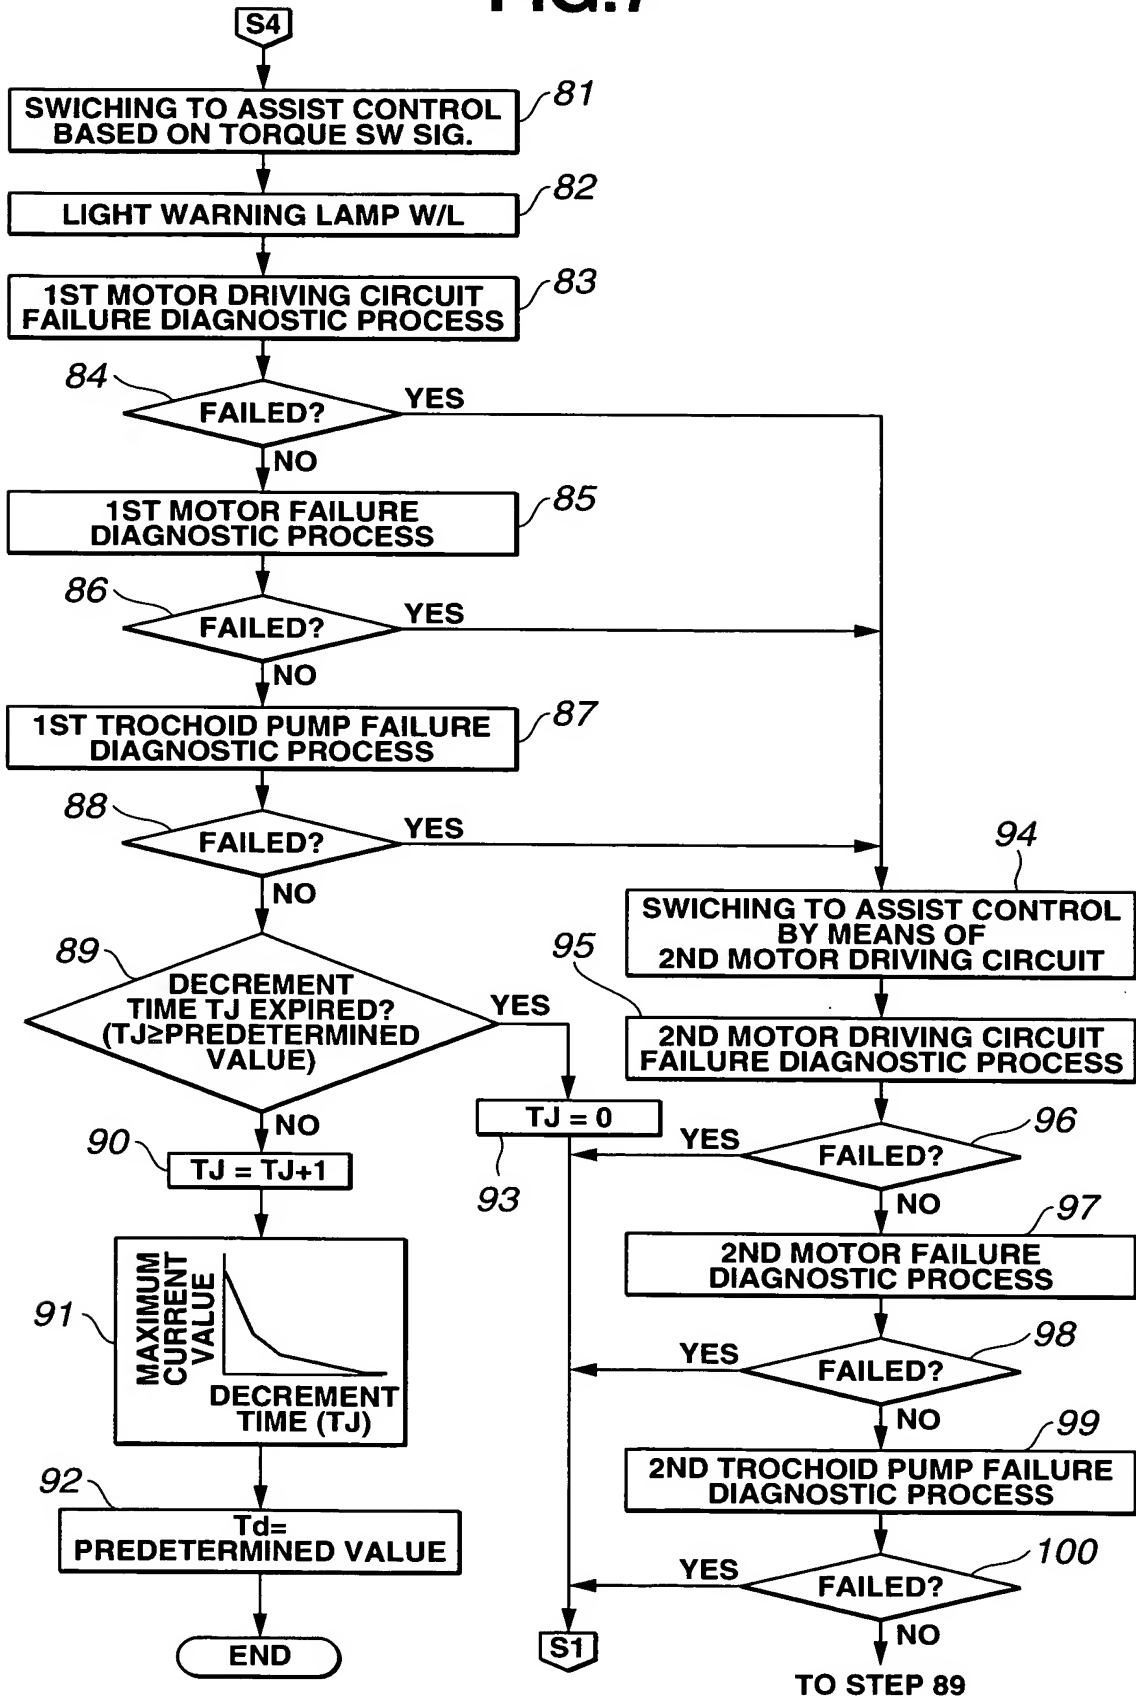 FIG.7
S4
SWICHING TO ASSIST CONTROL
BASED ON TORQUE SW SIG.
81
LIGHT WARNING LAMP W/L
82
1ST MOTOR DRIVING CIRCUIT
FAILURE DIAGNOSTIC PROCESS
83
84
FAILED?
YES
NO
1ST MOTOR FAILURE
DIAGNOSTIC PROCESS
85
86
FAILED?
YES
NO
1ST TROCHOID PUMP FAILURE
DIAGNOSTIC PROCESS
87
88
FAILED?
YES
NO
89
DECREMENT
TIME TJ EXPIRED?
(TJ≥PREDETERMINED
VALUE)
YES
NO
90
TJ = TJ+1
91
MAXIMUM
CURRENT
VALUE
DECREMENT
TIME (TJ)
92
Td=
PREDETERMINED VALUE
END
TJ = 0
93
94
SWICHING TO ASSIST CONTROL
BY MEANS OF
2ND MOTOR DRIVING CIRCUIT
95
2ND MOTOR DRIVING CIRCUIT
FAILURE DIAGNOSTIC PROCESS
96
YES
FAILED?
NO
97
2ND MOTOR FAILURE
DIAGNOSTIC PROCESS
98
YES
FAILED?
NO
99
2ND TROCHOID PUMP FAILURE
DIAGNOSTIC PROCESS
100
YES
FAILED?
NO
S1
TO STEP 89